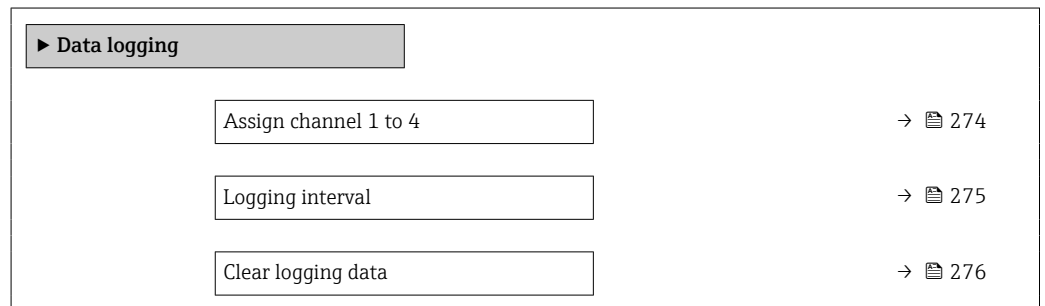 ▶ Data logging
Assign channel 1 to 4 → 274
Logging interval → 275
Clear logging data → 276